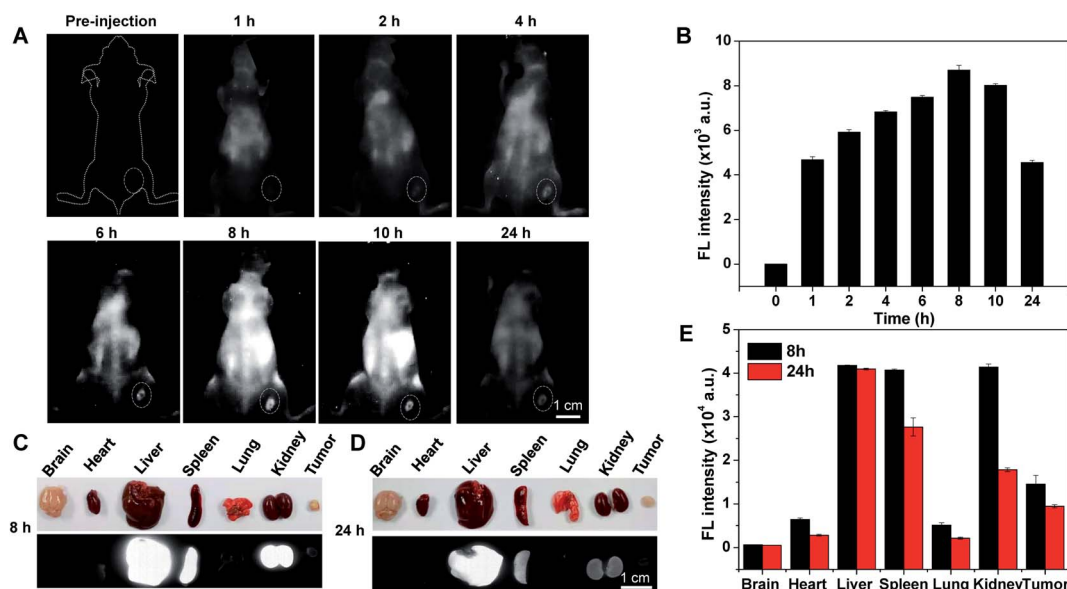 A
Pre-injection
1 h
2 h
4 h
6 h
8 h
10 h
24 h
1 cm
B
FL intensity (x10³ a.u.)
10
8
6
4
2
0
0 1 2 4 6 8 10 24
Time (h)
C
Brain Heart Liver Spleen Lung Kidney Tumor
8 h
D
Brain Heart Liver Spleen Lung Kidney Tumor
24 h
1 cm
E
8h
24h
FL intensity (x10⁴ a.u.)
5
4
3
2
1
0
Brain Heart Liver Spleen Lung Kidney Tumor